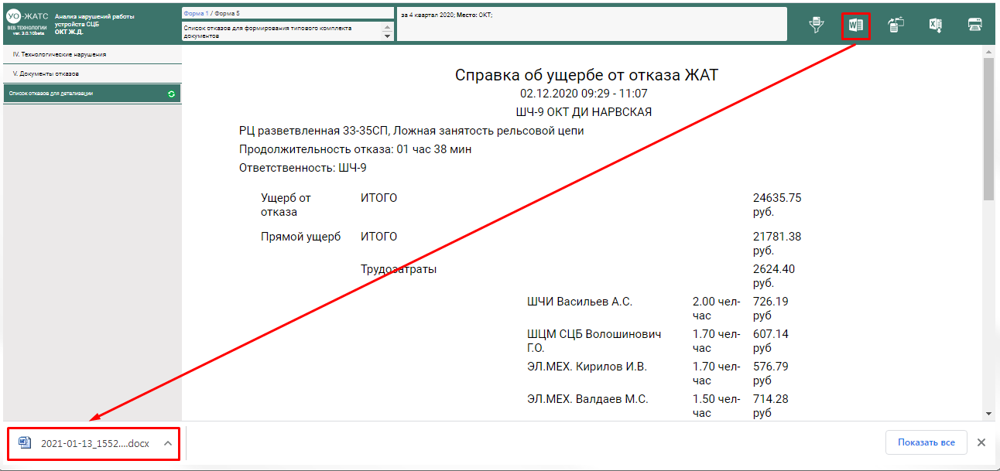 УО-ЖАТС
ВЕБ ТЕХНОЛОГИИ
ver. 2.0.10beta
Анализ нарушений работы
устройств СЦБ
ОКТ Ж.Д.
Форма 1 / Форма 5
Список отказов для формирования типового комплекта
документов
за 4 квартал 2020; Место: ОКТ;
IV. Технологические нарушения
V. Документы отказов
Список отказов для детализации
Справка об ущербе от отказа ЖАТ
02.12.2020 09:29 - 11:07
ШЧ-9 ОКТ ДИ НАРВСКАЯ
РЦ разветвленная 33-35СП, Ложная занятость рельсовой цепи
Продолжительность отказа: 01 час 38 мин
Ответственность: ШЧ-9
Ущерб от отказа ИТОГО 24635.75 руб.
Прямой ущерб ИТОГО 21781.38 руб.
Трудозатраты 2624.40 руб.
ШЧИ Васильев А.С. 2.00 чел-час 726.19 руб
ШЦМ СЦБ Волошинович Г.О. 1.70 чел-час 607.14 руб
ЭЛ.МЕХ. Кирилов И.В. 1.70 чел-час 576.79 руб
ЭЛ.МЕХ. Валдаев М.С. 1.50 чел-час 714.28 руб
2021-01-13_1552....docx
Показать все